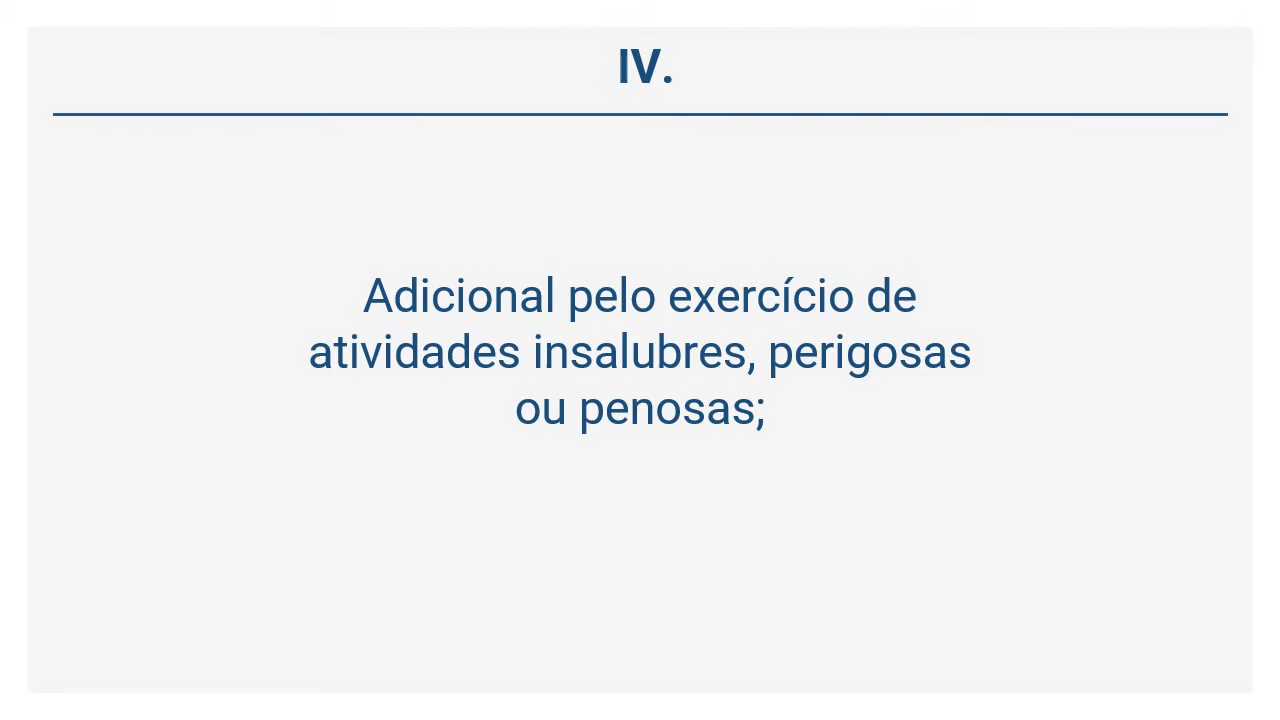 IV.
Adicional pelo exercício de
atividades insalubres, perigosas
ou penosas;